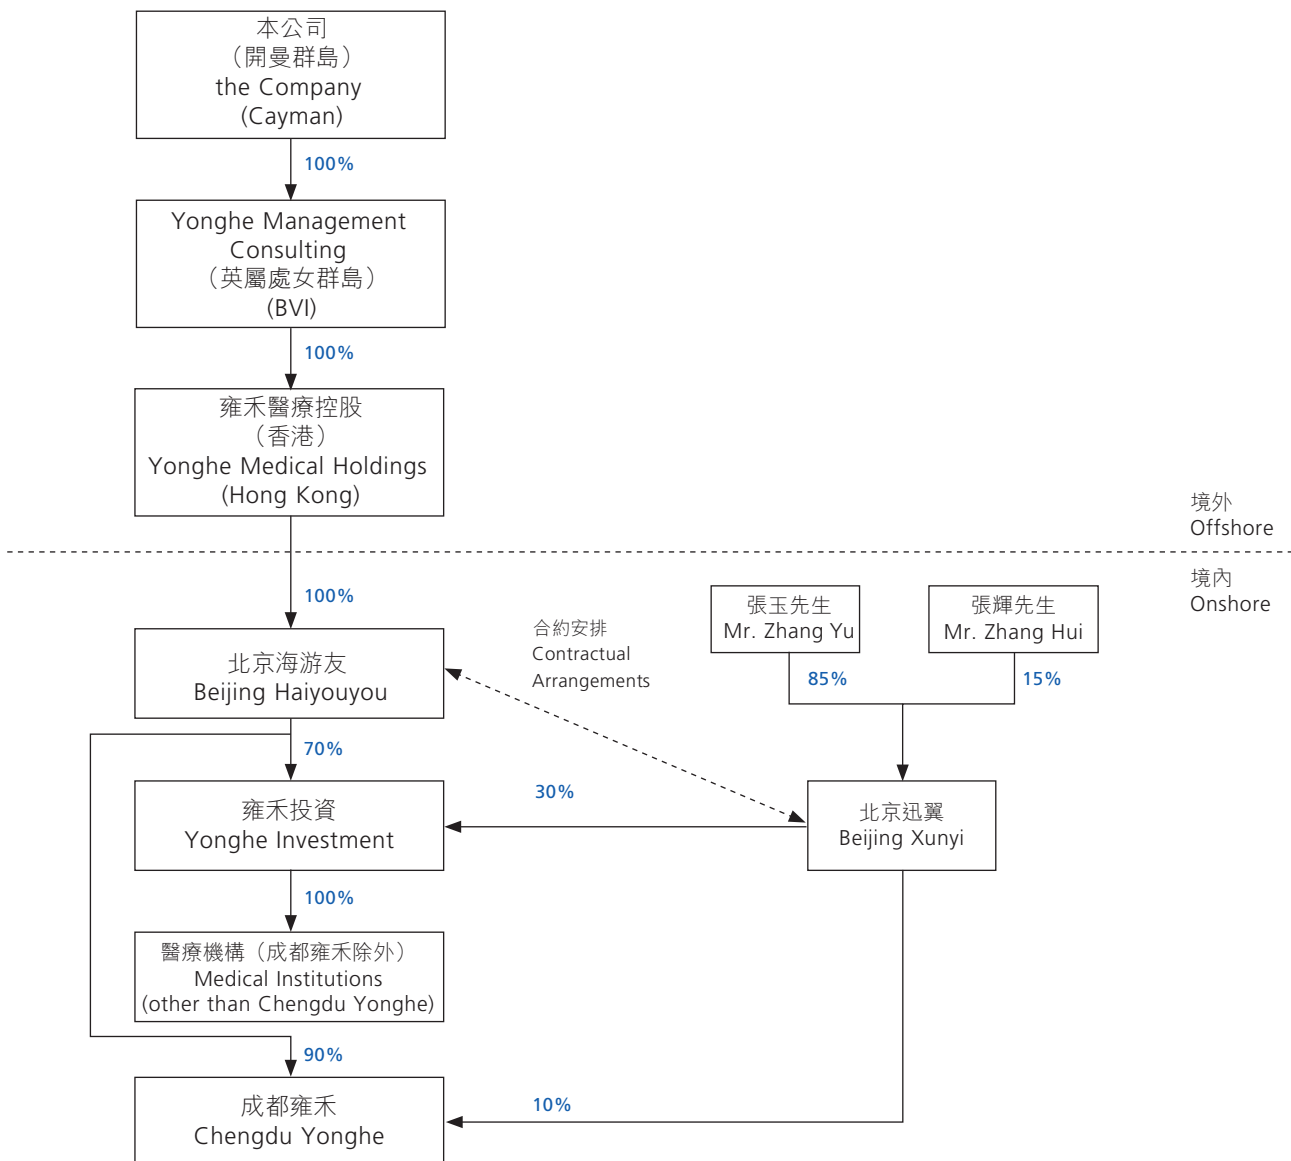 本公司
（開曼群島）
the Company
(Cayman)
100%
Yonghe Management
Consulting
（英屬處女群島）
(BVI)
100%
雍禾醫療控股
（香港）
Yonghe Medical Holdings
(Hong Kong)
境外
Offshore
境內
Onshore
100%
張玉先生
Mr. Zhang Yu
張輝先生
Mr. Zhang Hui
合約安排
Contractual
Arrangements
北京海游友
Beijing Haiyouyou
85%
15%
70%
30%
雍禾投資
Yonghe Investment
北京迅翼
Beijing Xunyi
100%
醫療機構（成都雍禾除外）
Medical Institutions
(other than Chengdu Yonghe)
90%
成都雍禾
Chengdu Yonghe
10%